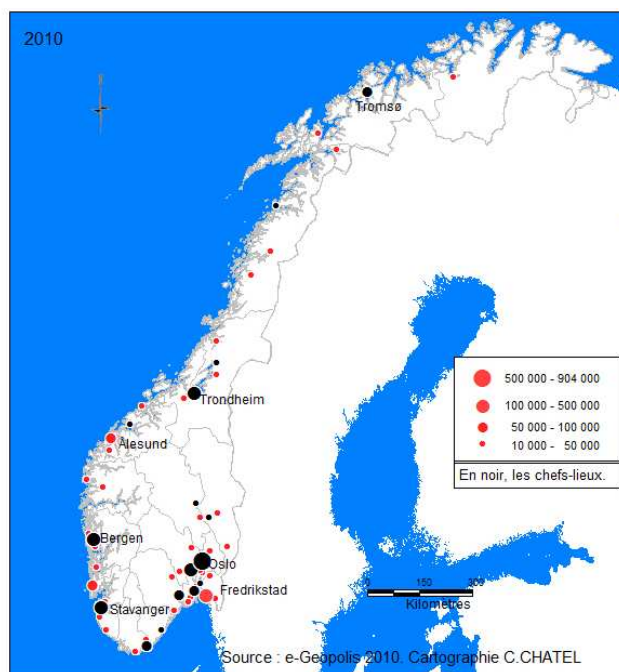 2010
Tromsø
500 000 - 904 000
100 000 - 500 000
50 000 - 100 000
10 000 - 50 000
En noir, les chefs-lieux.
Trondheim
Ålesund
Bergen
Oslo
Fredrikstad
Stavanger
0 150 300
Kilomètres
Source : e-Geopolis 2010. Cartographie C.CHATEL